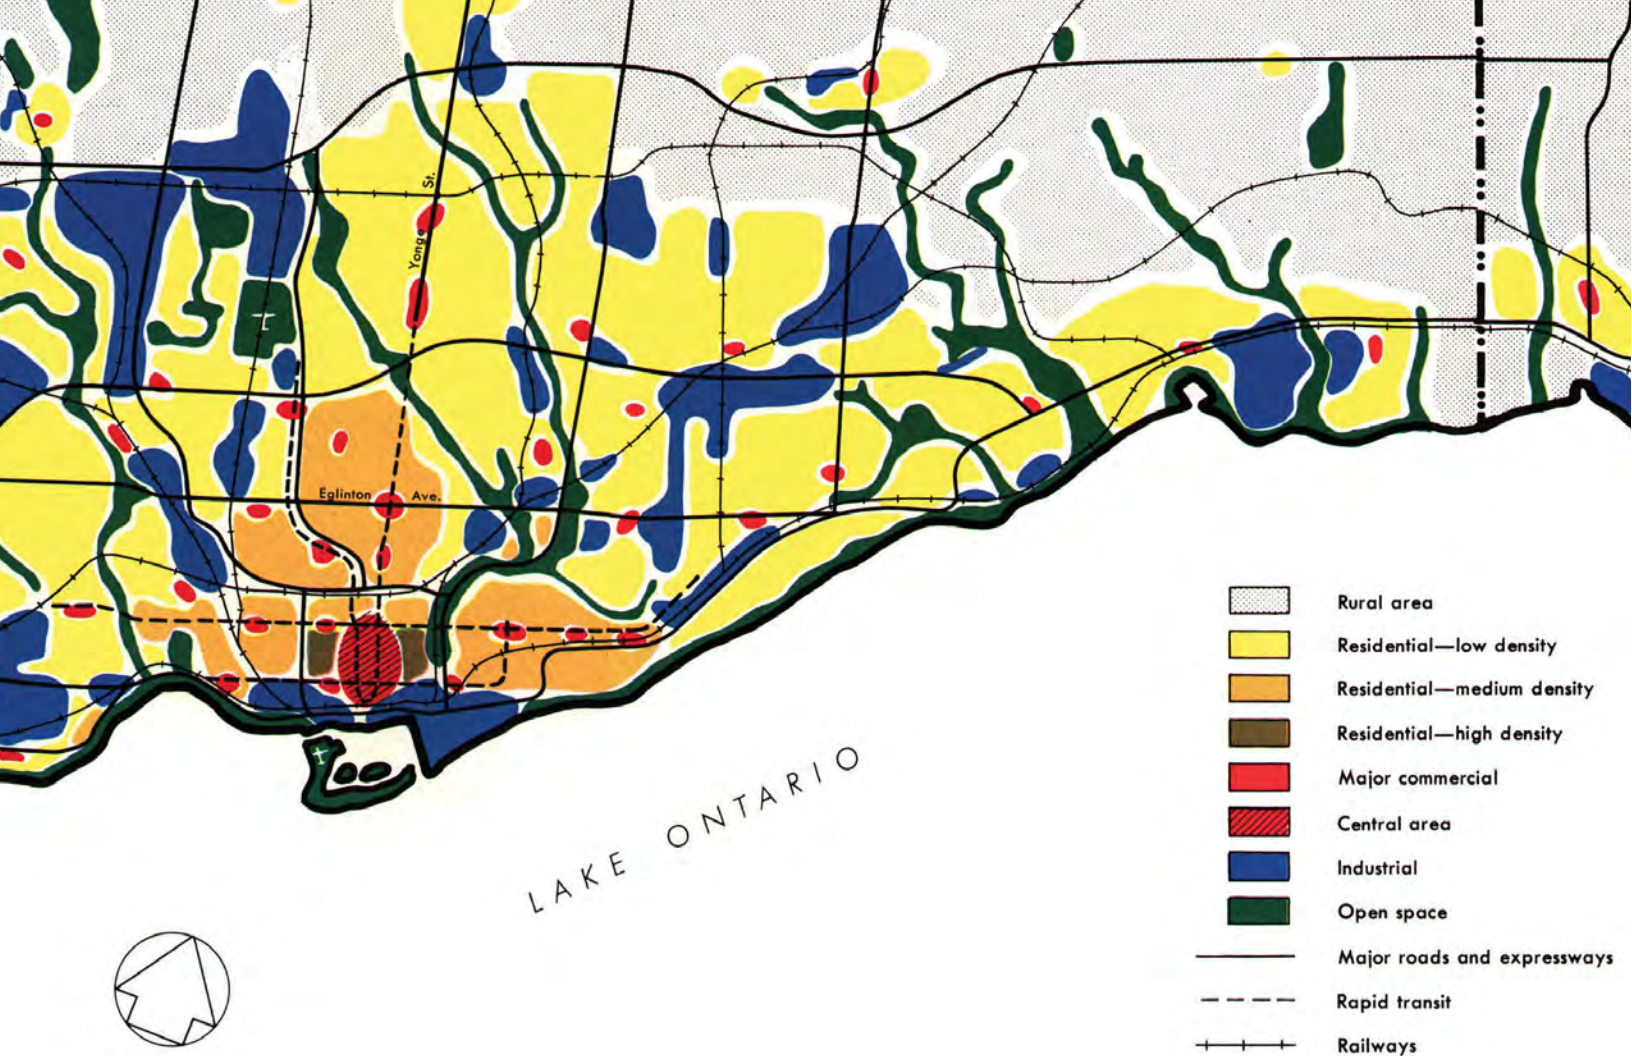 Yonge St.
Eglinton Ave.
LAKE ONTARIO
Rural area
Residential—low density
Residential—medium density
Residential—high density
Major commercial
Central area
Industrial
Open space
Major roads and expressways
Rapid transit
Railways